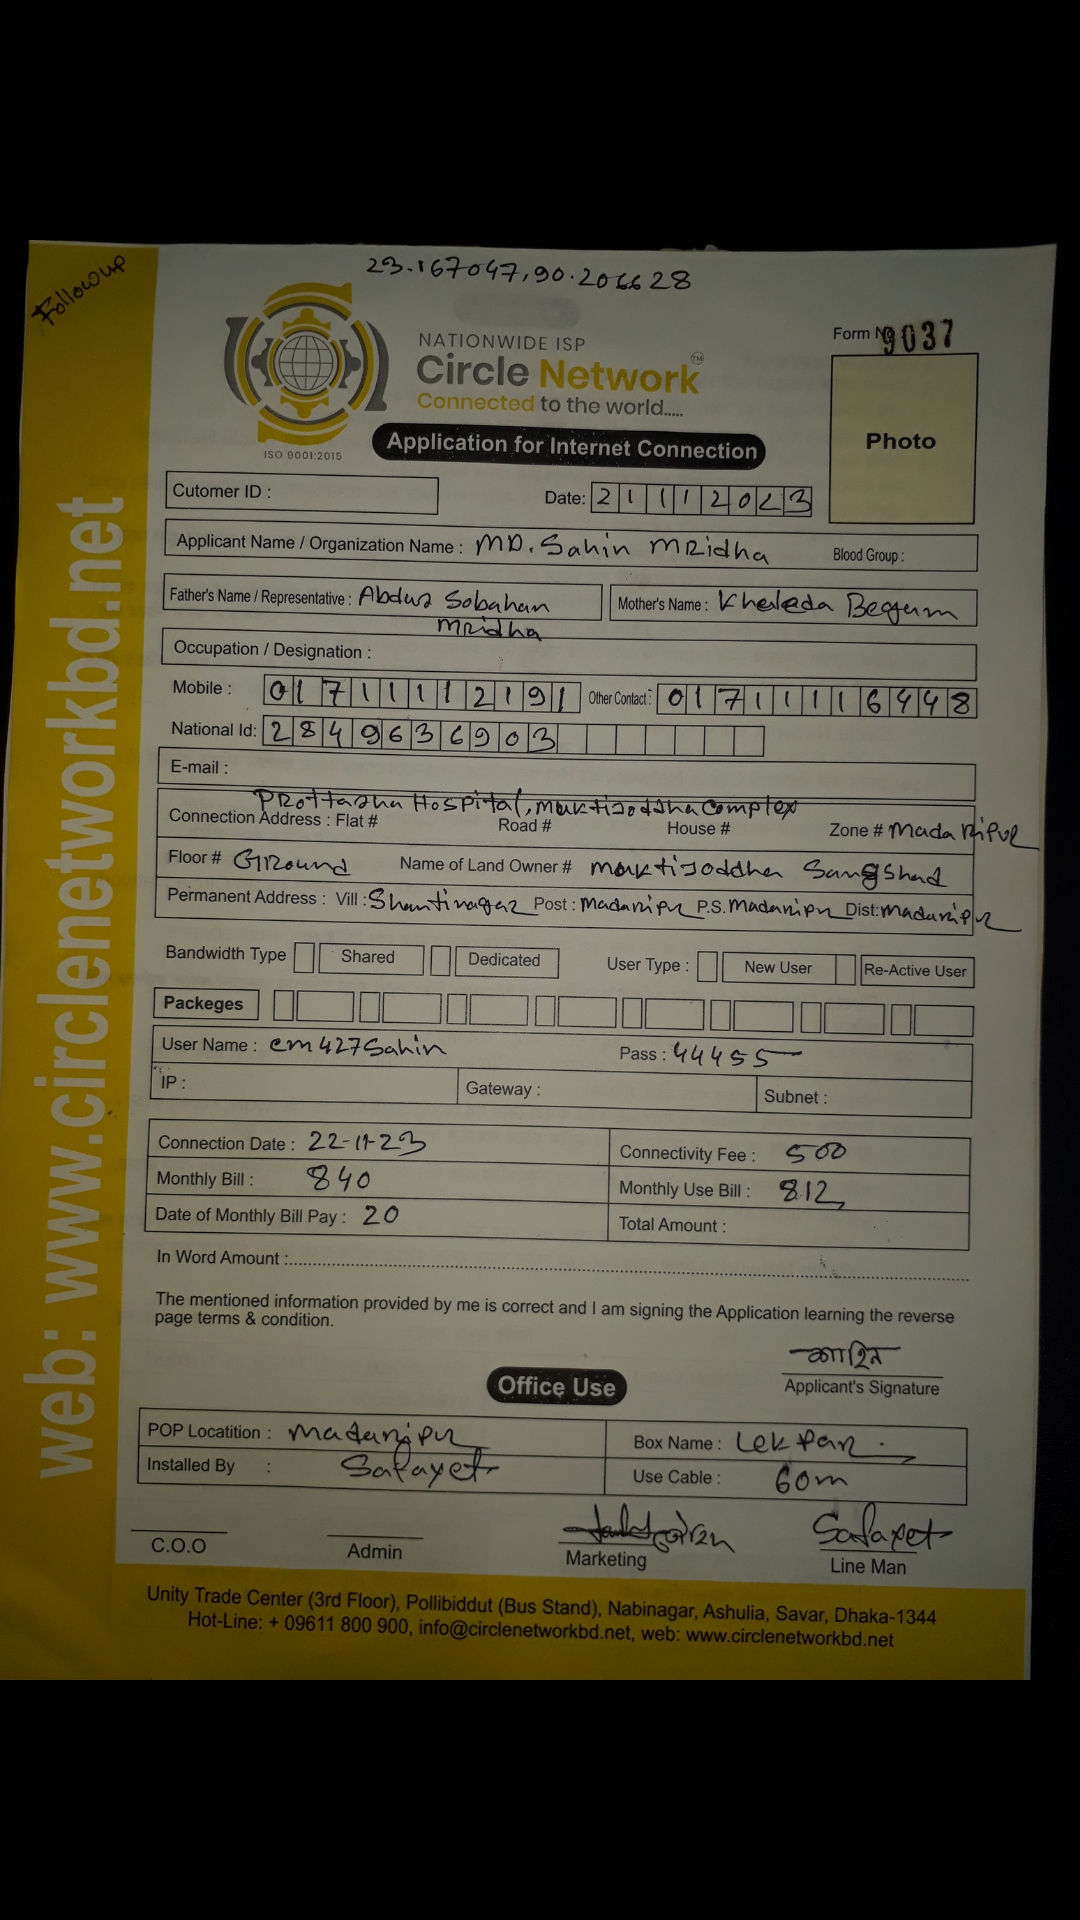 Followup
23.167047,90.206628
NATIONWIDE ISP
Circle Network TM
Connected to the world.....
ISO 9001:2015
Application for Internet Connection
Form No 9037
Photo
Cutomer ID :
Date: 21112023
Applicant Name / Organization Name : MD. Sahin MRidha Blood Group :
Father's Name / Representative : Abdus Sobahan Mridha
Mother's Name : Khaleda Begum
Occupation / Designation :
Mobile : 01711112191 Other Contact : 01711116448
National Id: 2849636903
E-mail :
PRottasha Hospital, muktijoddha complex
Connection Address : Flat # Road # House # Zone # Madaripur
Floor # GRound Name of Land Owner # muktijoddha Sangshad
Permanent Address : Vill : Shantinagar Post : Madaripur P.S. Madaripur Dist: Madaripur
Bandwidth Type Shared Dedicated User Type : New User Re-Active User
Packeges
User Name : cm427Sahin Pass : 44455
IP : Gateway : Subnet :
Connection Date : 22-11-23 Connectivity Fee : 500
Monthly Bill : 840 Monthly Use Bill : 812
Date of Monthly Bill Pay : 20 Total Amount :
In Word Amount :
The mentioned information provided by me is correct and I am signing the Application learning the reverse
page terms & condition.
শাহিন
Applicant's Signature
Office Use
POP Locatition : Madaripur Box Name : Lek Par
Installed By : Safayet Use Cable : 60m
Safayet
C.O.O Admin Marketing Line Man
Unity Trade Center (3rd Floor), Pollibiddut (Bus Stand), Nabinagar, Ashulia, Savar, Dhaka-1344
Hot-Line: + 09611 800 900, info@circlenetworkbd.net, web: www.circlenetworkbd.net
web: www.circlenetworkbd.net